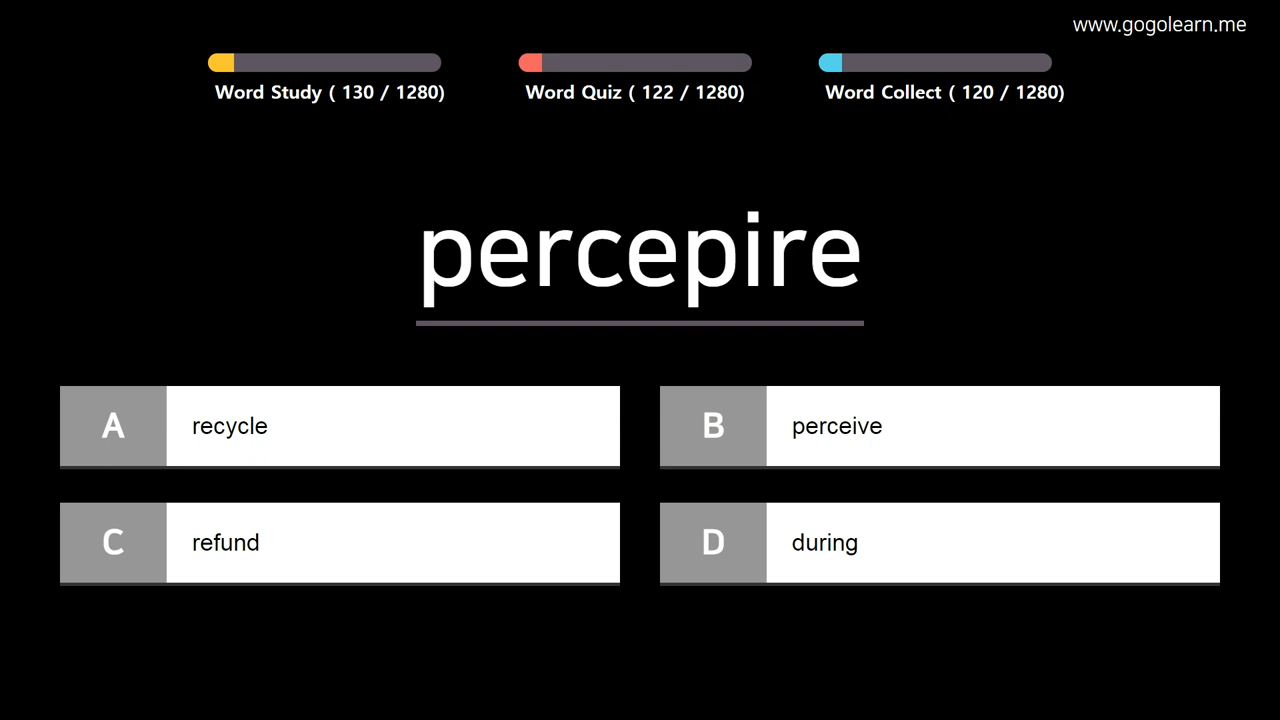 www.gogolearn.me
Word Study ( 130 / 1280)
Word Quiz ( 122 / 1280)
Word Collect ( 120 / 1280)
percepire
A recycle
B perceive
C refund
D during